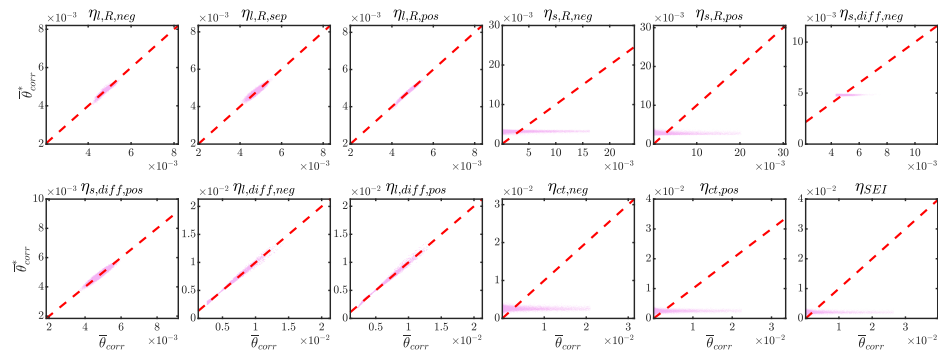 η_{l,R,neg} η_{l,R,sep} η_{l,R,pos} η_{s,R,neg} η_{s,R,pos} η_{s,diff,neg}
×10^{-3} ×10^{-3} ×10^{-3} ×10^{-3} ×10^{-3} ×10^{-3}
8 8 8 30 30
6 6 6 20 20 10
θ̅*_{corr}
4 4 4 10 10 5
2 2 2 0 0 0
2 4 6 8 2 4 6 8 2 4 6 8 5 10 15 20 10 20 30 4 6 8 10
×10^{-3} ×10^{-3} ×10^{-3} ×10^{-3} ×10^{-3} ×10^{-3}
η_{s,diff,pos} η_{l,diff,neg} η_{l,diff,pos} η_{ct,neg} η_{ct,pos} η_{SEI}
×10^{-3} ×10^{-2} ×10^{-2} ×10^{-2} ×10^{-2} ×10^{-2}
10 4 4
8 2 2 3 3 3
6 1.5 1.5 2 2 2
θ̅*_{corr}
4 1 1 1 1 1
2 0.5 0.5 0 0 0
2 4 6 8 0.5 1 1.5 2 0.5 1 1.5 2 1 2 3 1 2 3 1 2 3
θ̅_{corr} ×10^{-3} θ̅_{corr} ×10^{-2} θ̅_{corr} ×10^{-2} θ̅_{corr} ×10^{-2} θ̅_{corr} ×10^{-2} θ̅_{corr} ×10^{-2}